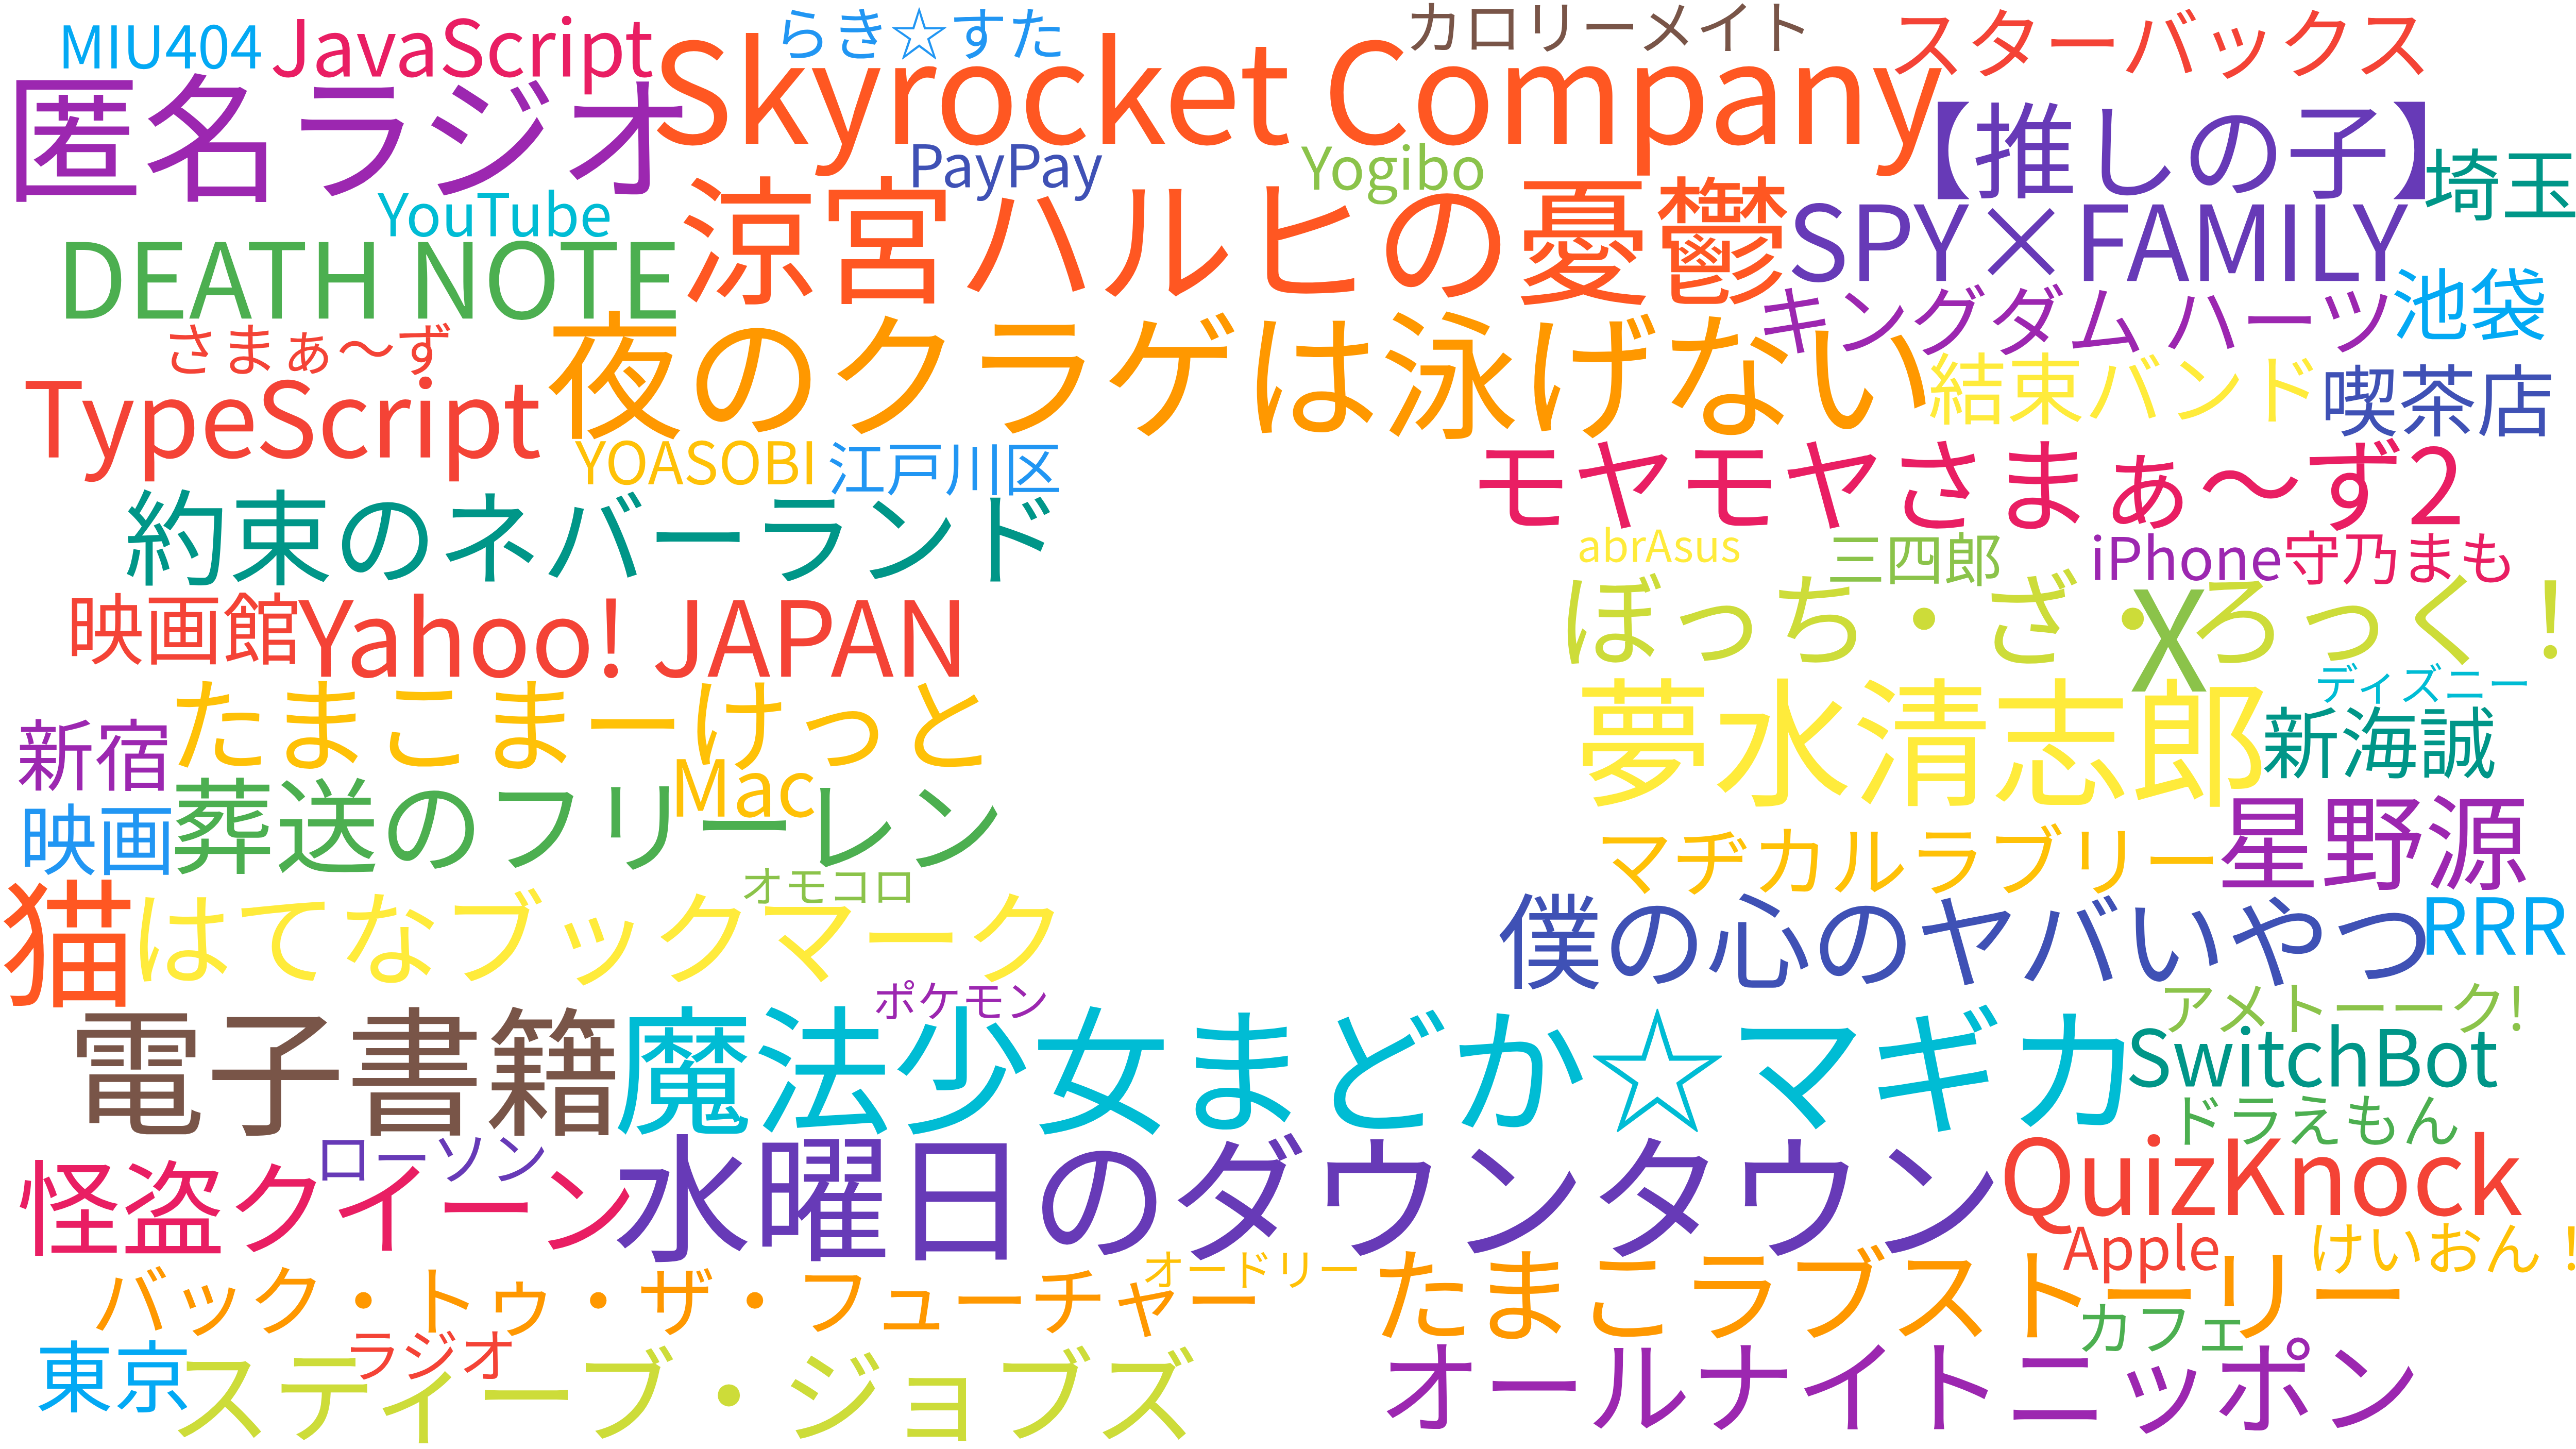 MIU404
JavaScript
らき☆すた
カロリーメイト
スターバックス
匿名ラジオ
Skyrocket Company
【推しの子】
PayPay
Yogibo
埼玉
YouTube
DEATH NOTE
涼宮ハルヒの憂鬱
SPY×FAMILY
さまぁ～ず
キングダム ハーツ
池袋
TypeScript
夜のクラゲは泳げない
結束バンド
喫茶店
YOASOBI
江戸川区
モヤモヤさまぁ～ず2
約束のネバーランド
abrAsus
三四郎
iPhone
守乃まも
映画館
Yahoo! JAPAN
ぼっち・ざ・ろっく！
X
ディズニー
たまこまーけっと
夢水清志郎
新海誠
新宿
Mac
映画
葬送のフリーレン
マヂカルラブリー
星野源
オモコロ
猫
はてなブックマーク
僕の心のヤバいやつ
RRR
ポケモン
アメトーーク!
電子書籍
魔法少女まどか☆マギカ
SwitchBot
ドラえもん
ローソン
怪盗クイーン
水曜日のダウンタウン
QuizKnock
Apple
けいおん！
オードリー
バック・トゥ・ザ・フューチャー
たまこラブストーリー
カフェ
ラジオ
東京
スティーブ・ジョブズ
オールナイトニッポン